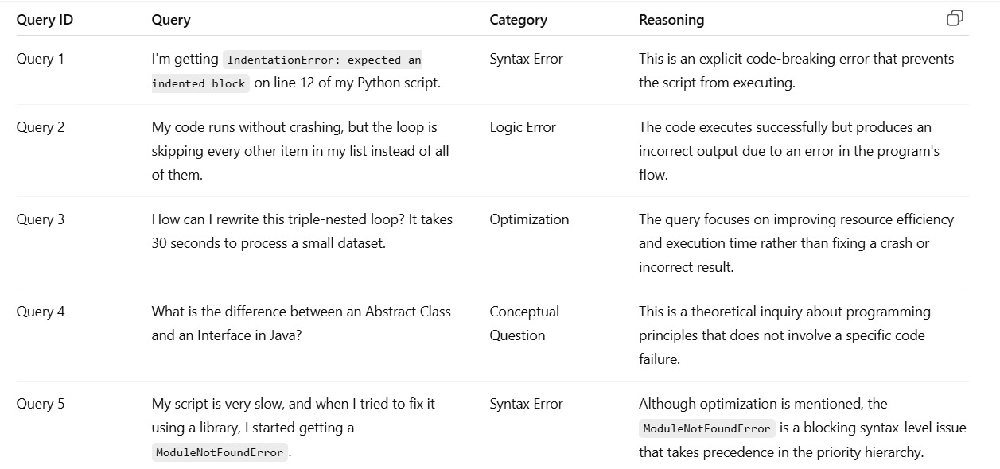 Query ID Query Category Reasoning
Query 1 I'm getting IndentationError: expected an Syntax Error This is an explicit code-breaking error that prevents
indented block on line 12 of my Python script. the script from executing.
Query 2 My code runs without crashing, but the loop is Logic Error The code executes successfully but produces an
skipping every other item in my list instead of all incorrect output due to an error in the program's
of them. flow.
Query 3 How can I rewrite this triple-nested loop? It takes Optimization The query focuses on improving resource efficiency
30 seconds to process a small dataset. and execution time rather than fixing a crash or
incorrect result.
Query 4 What is the difference between an Abstract Class Conceptual This is a theoretical inquiry about programming
and an Interface in Java? Question principles that does not involve a specific code
failure.
Query 5 My script is very slow, and when I tried to fix it Syntax Error Although optimization is mentioned, the
using a library, I started getting a ModuleNotFoundError is a blocking syntax-level issue
ModuleNotFoundError. that takes precedence in the priority hierarchy.